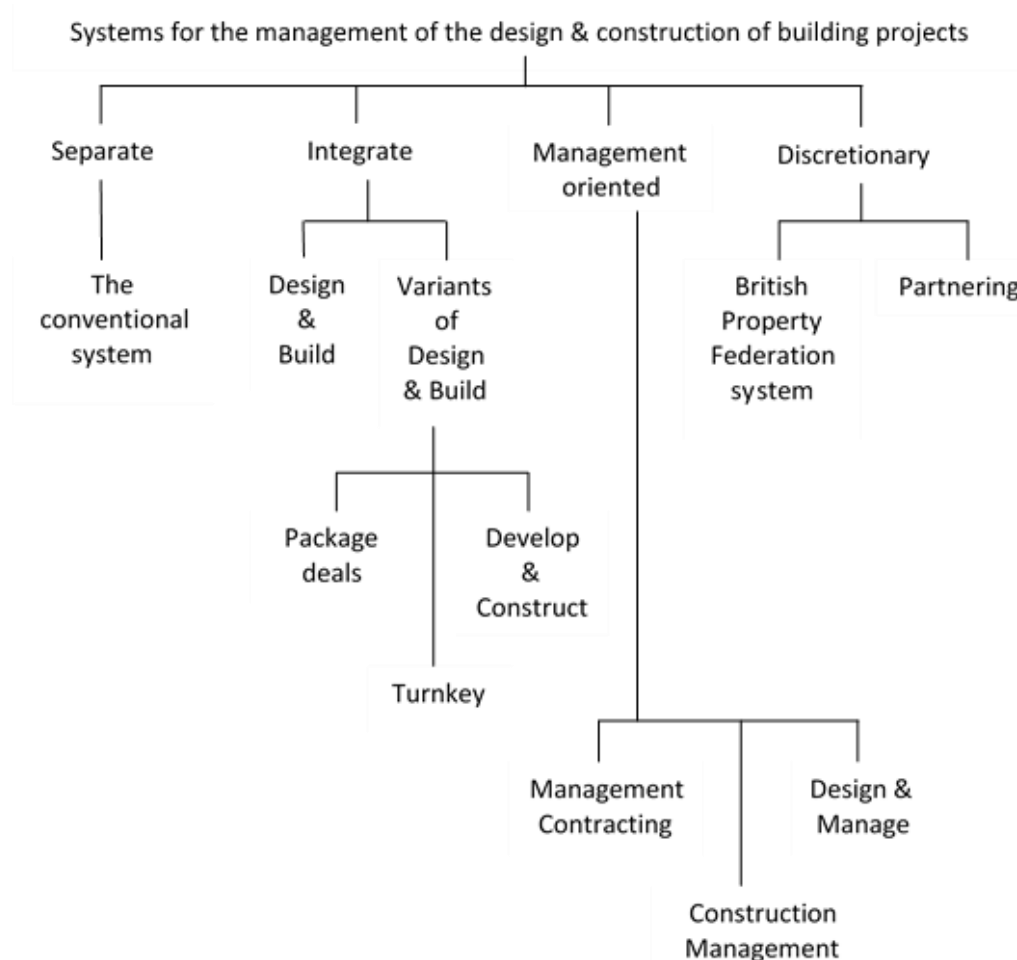 Systems for the management of the design & construction of building projects
Separate
Integrate
Management
oriented
Discretionary
The
conventional
system
Design
&
Build
Variants
of
Design
& Build
British
Property
Federation
system
Partnering
Package
deals
Develop
&
Construct
Turnkey
Management
Contracting
Design &
Manage
Construction
Management